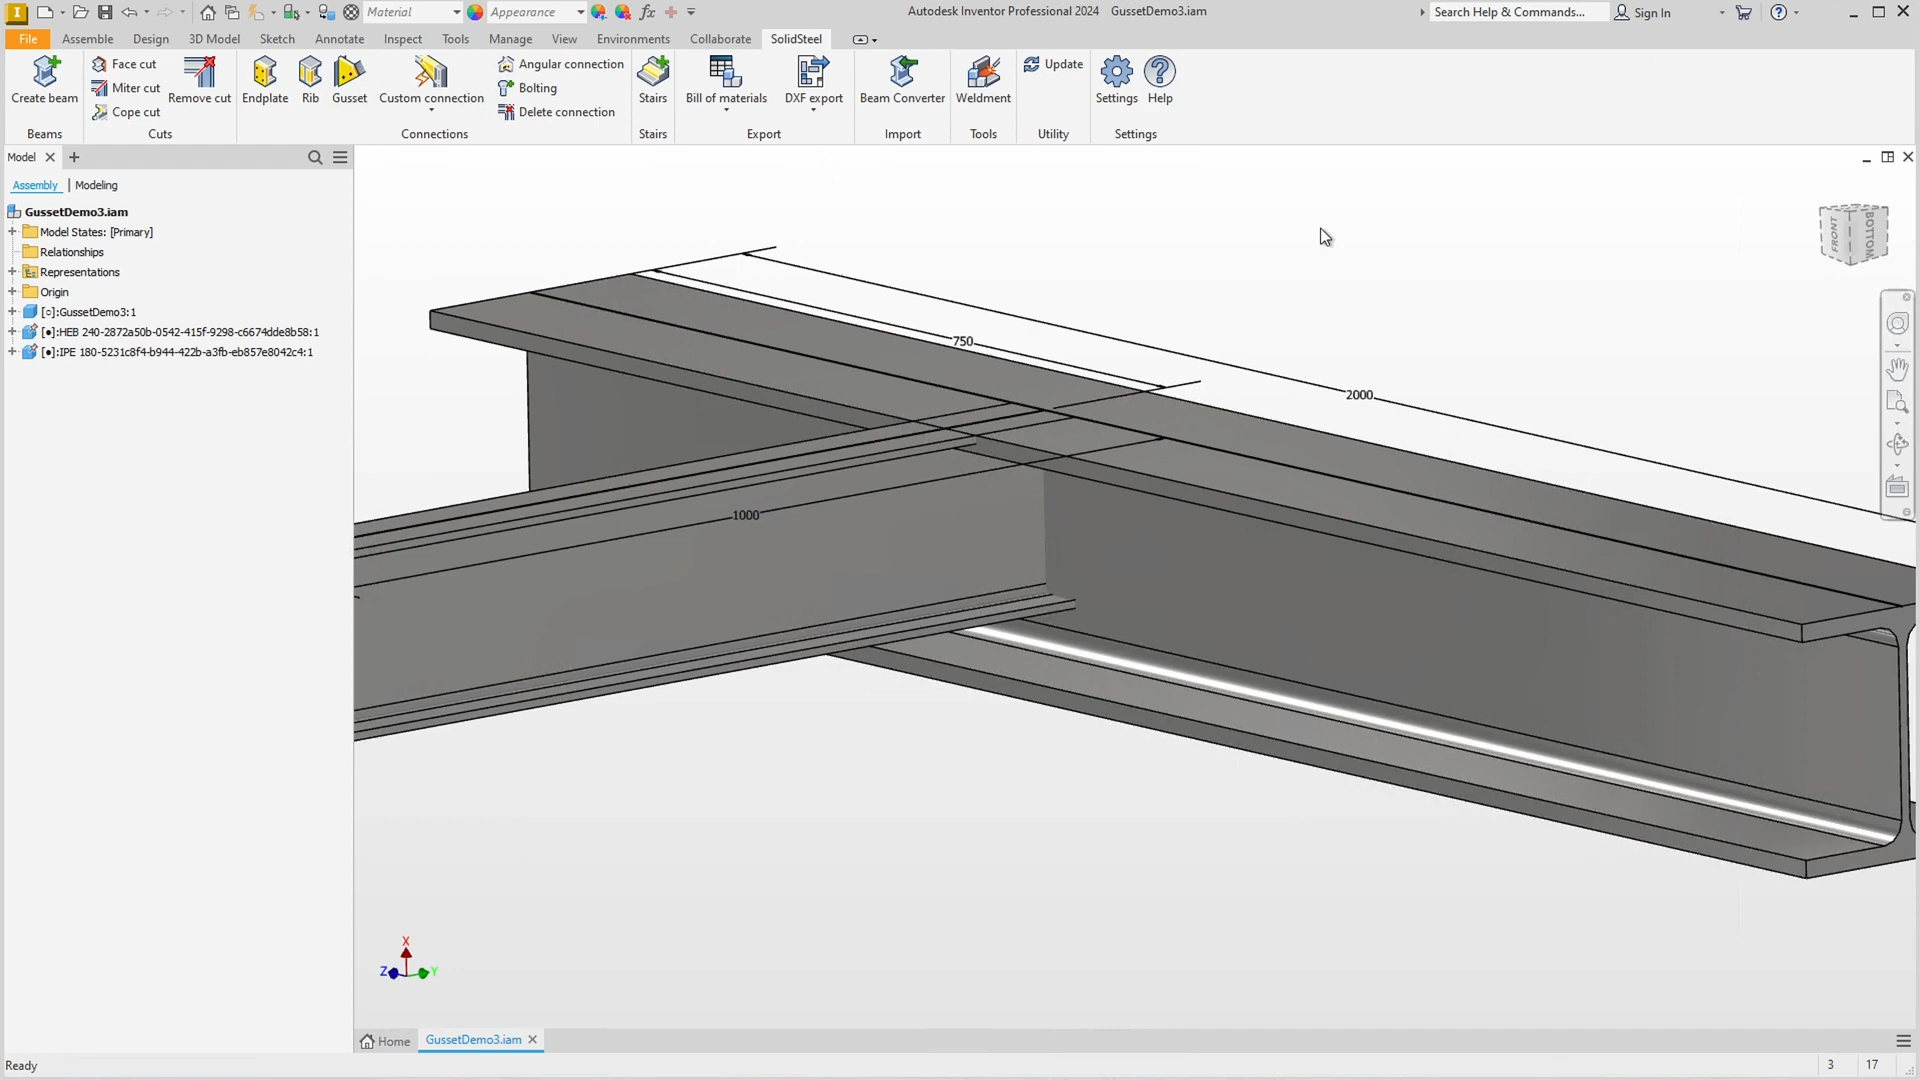 Material
Appearance
fx
Autodesk Inventor Professional 2024 GussetDemo3.iam
Search Help & Commands...
Sign In
File
Assemble
Design
3D Model
Sketch
Annotate
Inspect
Tools
Manage
View
Environments
Collaborate
SolidSteel
Create beam
Beams
Face cut
Miter cut
Cope cut
Remove cut
Cuts
Endplate
Rib
Gusset
Custom connection
Angular connection
Bolting
Delete connection
Connections
Stairs
Stairs
Bill of materials
DXF export
Export
Beam Converter
Import
Weldment
Tools
Update
Utility
Settings
Help
Settings
Model
Assembly
Modeling
GussetDemo3.iam
Model States: [Primary]
Relationships
Representations
Origin
[○]:GussetDemo3:1
[●]:HEB 240-2872a50b-0542-415f-9298-c6674dde8b58:1
[●]:IPE 180-5231c8f4-b944-422b-a3fb-eb857e8042c4:1
FRONT
BOTTOM
750
2000
1000
X
Z
Y
Home
GussetDemo3.iam
Ready
3
17